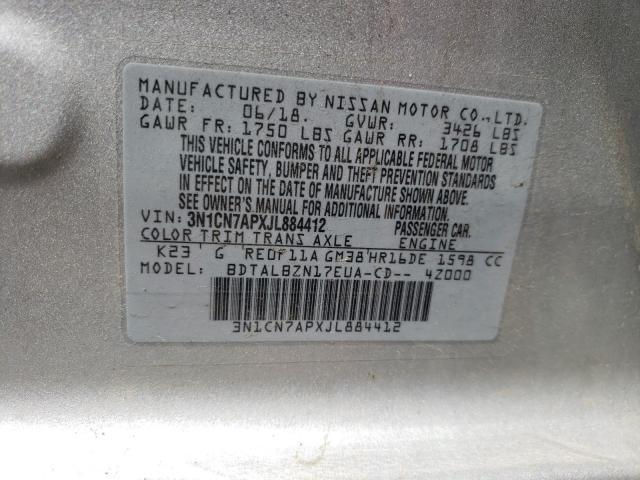 MANUFACTURED BY NISSAN MOTOR CO.,LTD.
DATE: 06/18. GVWR: 3426 LBS
GAWR FR: 1750 LBS GAWR RR: 1708 LBS
THIS VEHICLE CONFORMS TO ALL APPLICABLE FEDERAL MOTOR
VEHICLE SAFETY, BUMPER AND THEFT PREVENTION STANDARDS
IN EFFECT ON THE DATE OF MANUFACTURE SHOWN ABOVE.
SEE OWNER'S MANUAL FOR ADDITIONAL INFORMATION.
VIN: 3N1CN7APXJL884412 PASSENGER CAR.
COLOR TRIM TRANS AXLE ENGINE
K23 G RE0F11A GM38 HR16DE 1598 CC
MODEL: BDTALBZN17EUA-CD-- 4Z000
3N1CN7APXJL884412